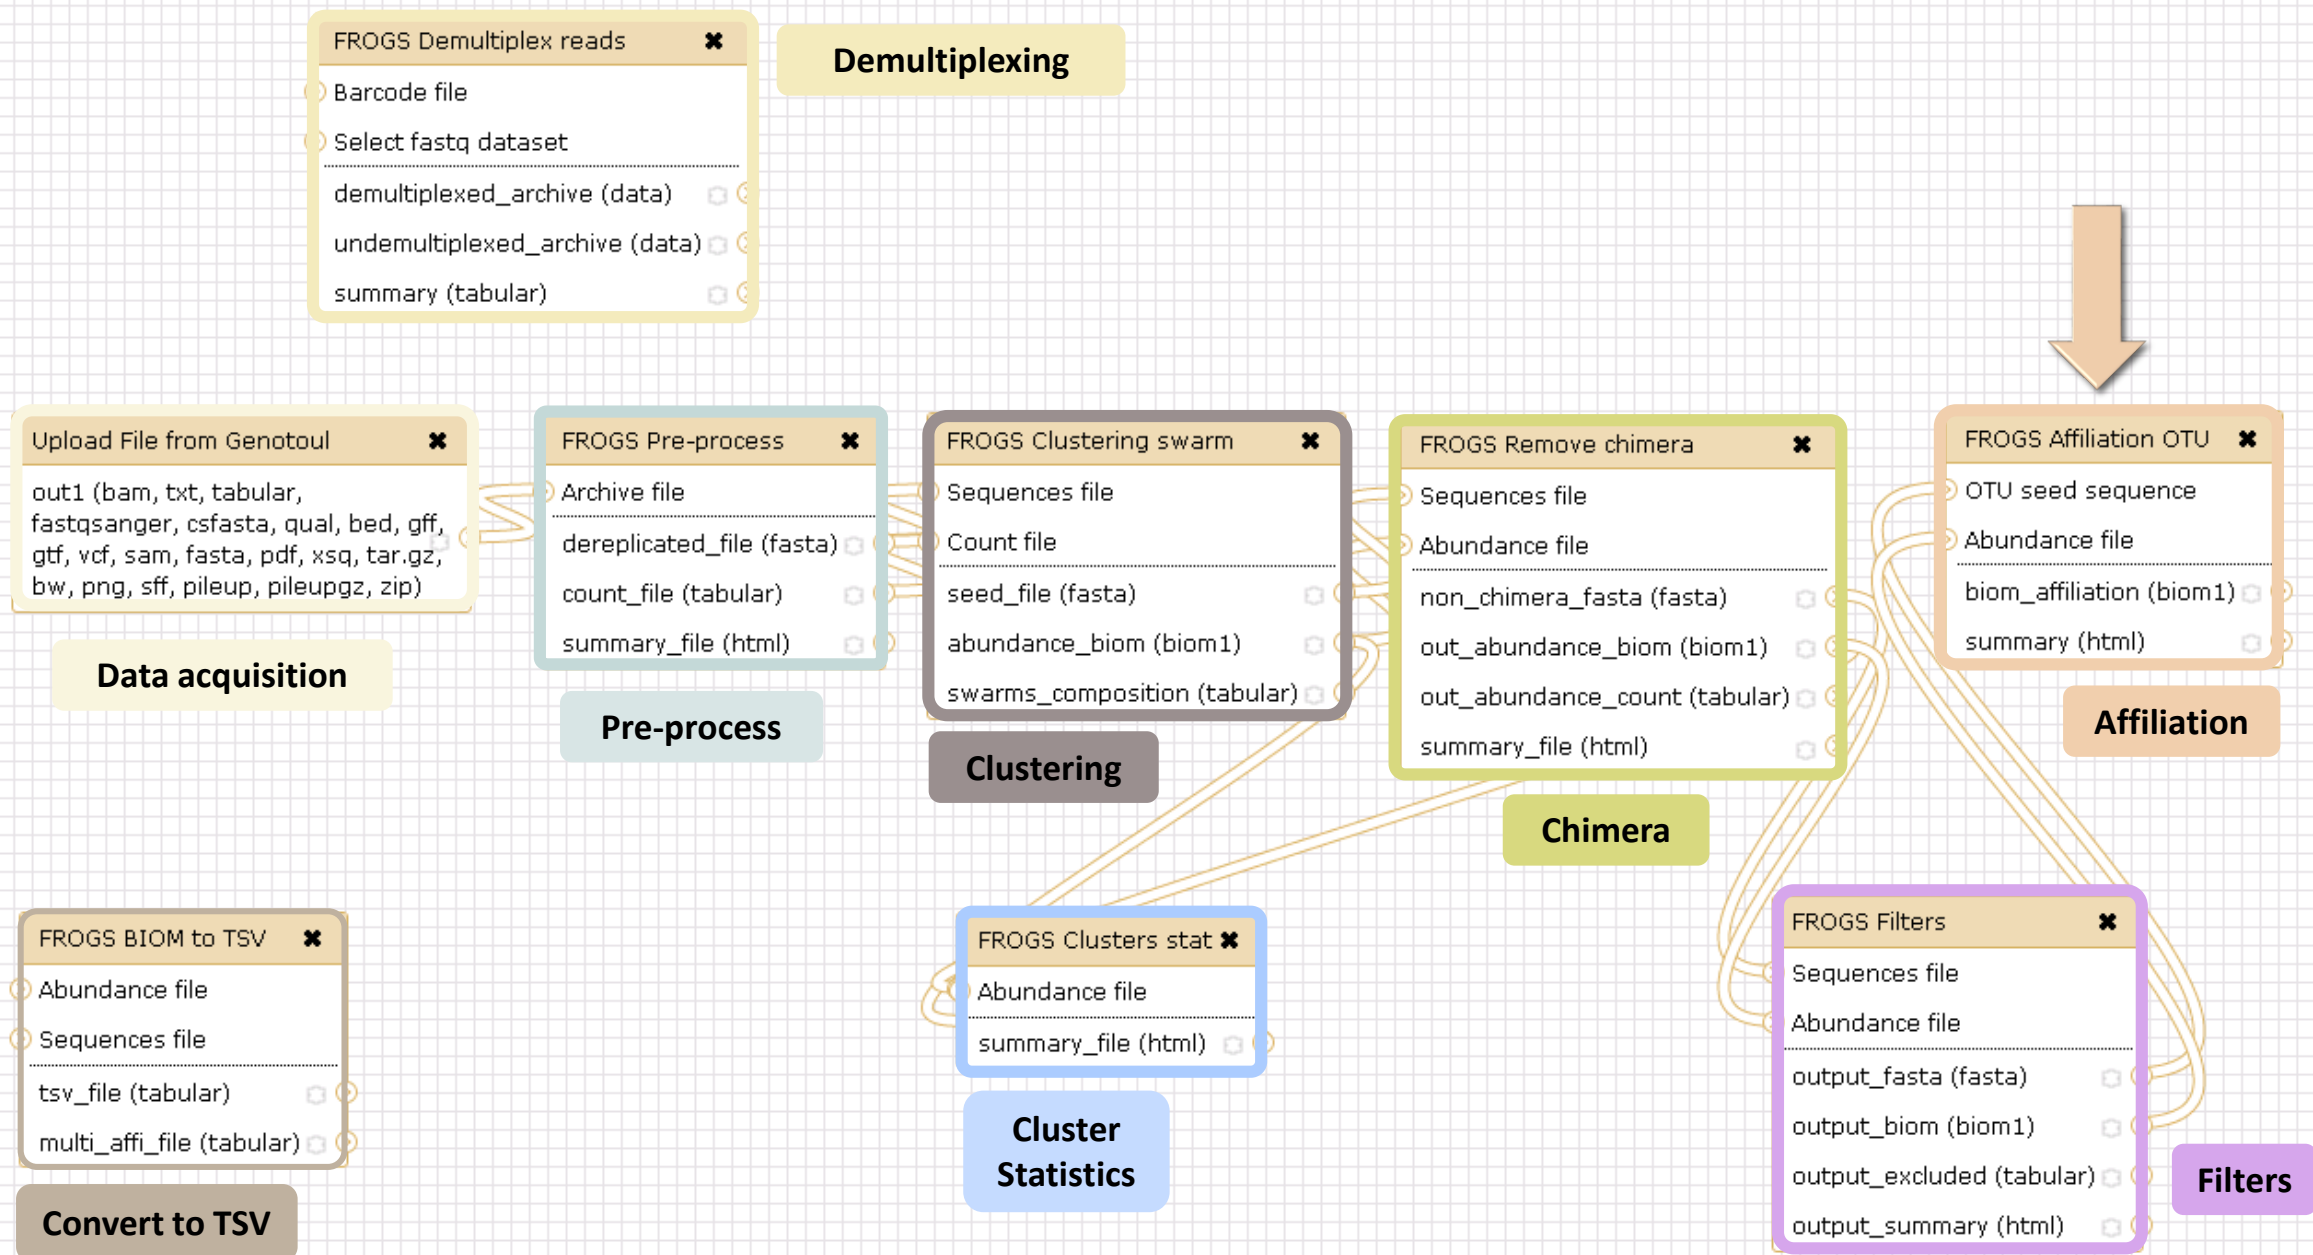 FROGS Demultiplex reads
Barcode file
Select fastq dataset
demultiplexed_archive (data)
undemultiplexed_archive (data)
summary (tabular)
Demultiplexing
Upload File from Genotoul
out1 (bam, txt, tabular,
fastqsanger, csfasta, qual, bed, gff,
gtf, vcf, sam, fasta, pdf, xsq, tar.gz,
bw, png, sff, pileup, pileupgz, zip)
Data acquisition
FROGS Pre-process
Archive file
dereplicated_file (fasta)
count_file (tabular)
summary_file (html)
Pre-process
FROGS Clustering swarm
Sequences file
Count file
seed_file (fasta)
abundance_biom (biom1)
swarms_composition (tabular)
Clustering
FROGS Remove chimera
Sequences file
Abundance file
non_chimera_fasta (fasta)
out_abundance_biom (biom1)
out_abundance_count (tabular)
summary_file (html)
Chimera
FROGS Affiliation OTU
OTU seed sequence
Abundance file
biom_affiliation (biom1)
summary (html)
Affiliation
FROGS BIOM to TSV
Abundance file
Sequences file
tsv_file (tabular)
multi_affi_file (tabular)
Convert to TSV
FROGS Clusters stat
Abundance file
summary_file (html)
Cluster
Statistics
FROGS Filters
Sequences file
Abundance file
output_fasta (fasta)
output_biom (biom1)
output_excluded (tabular)
output_summary (html)
Filters